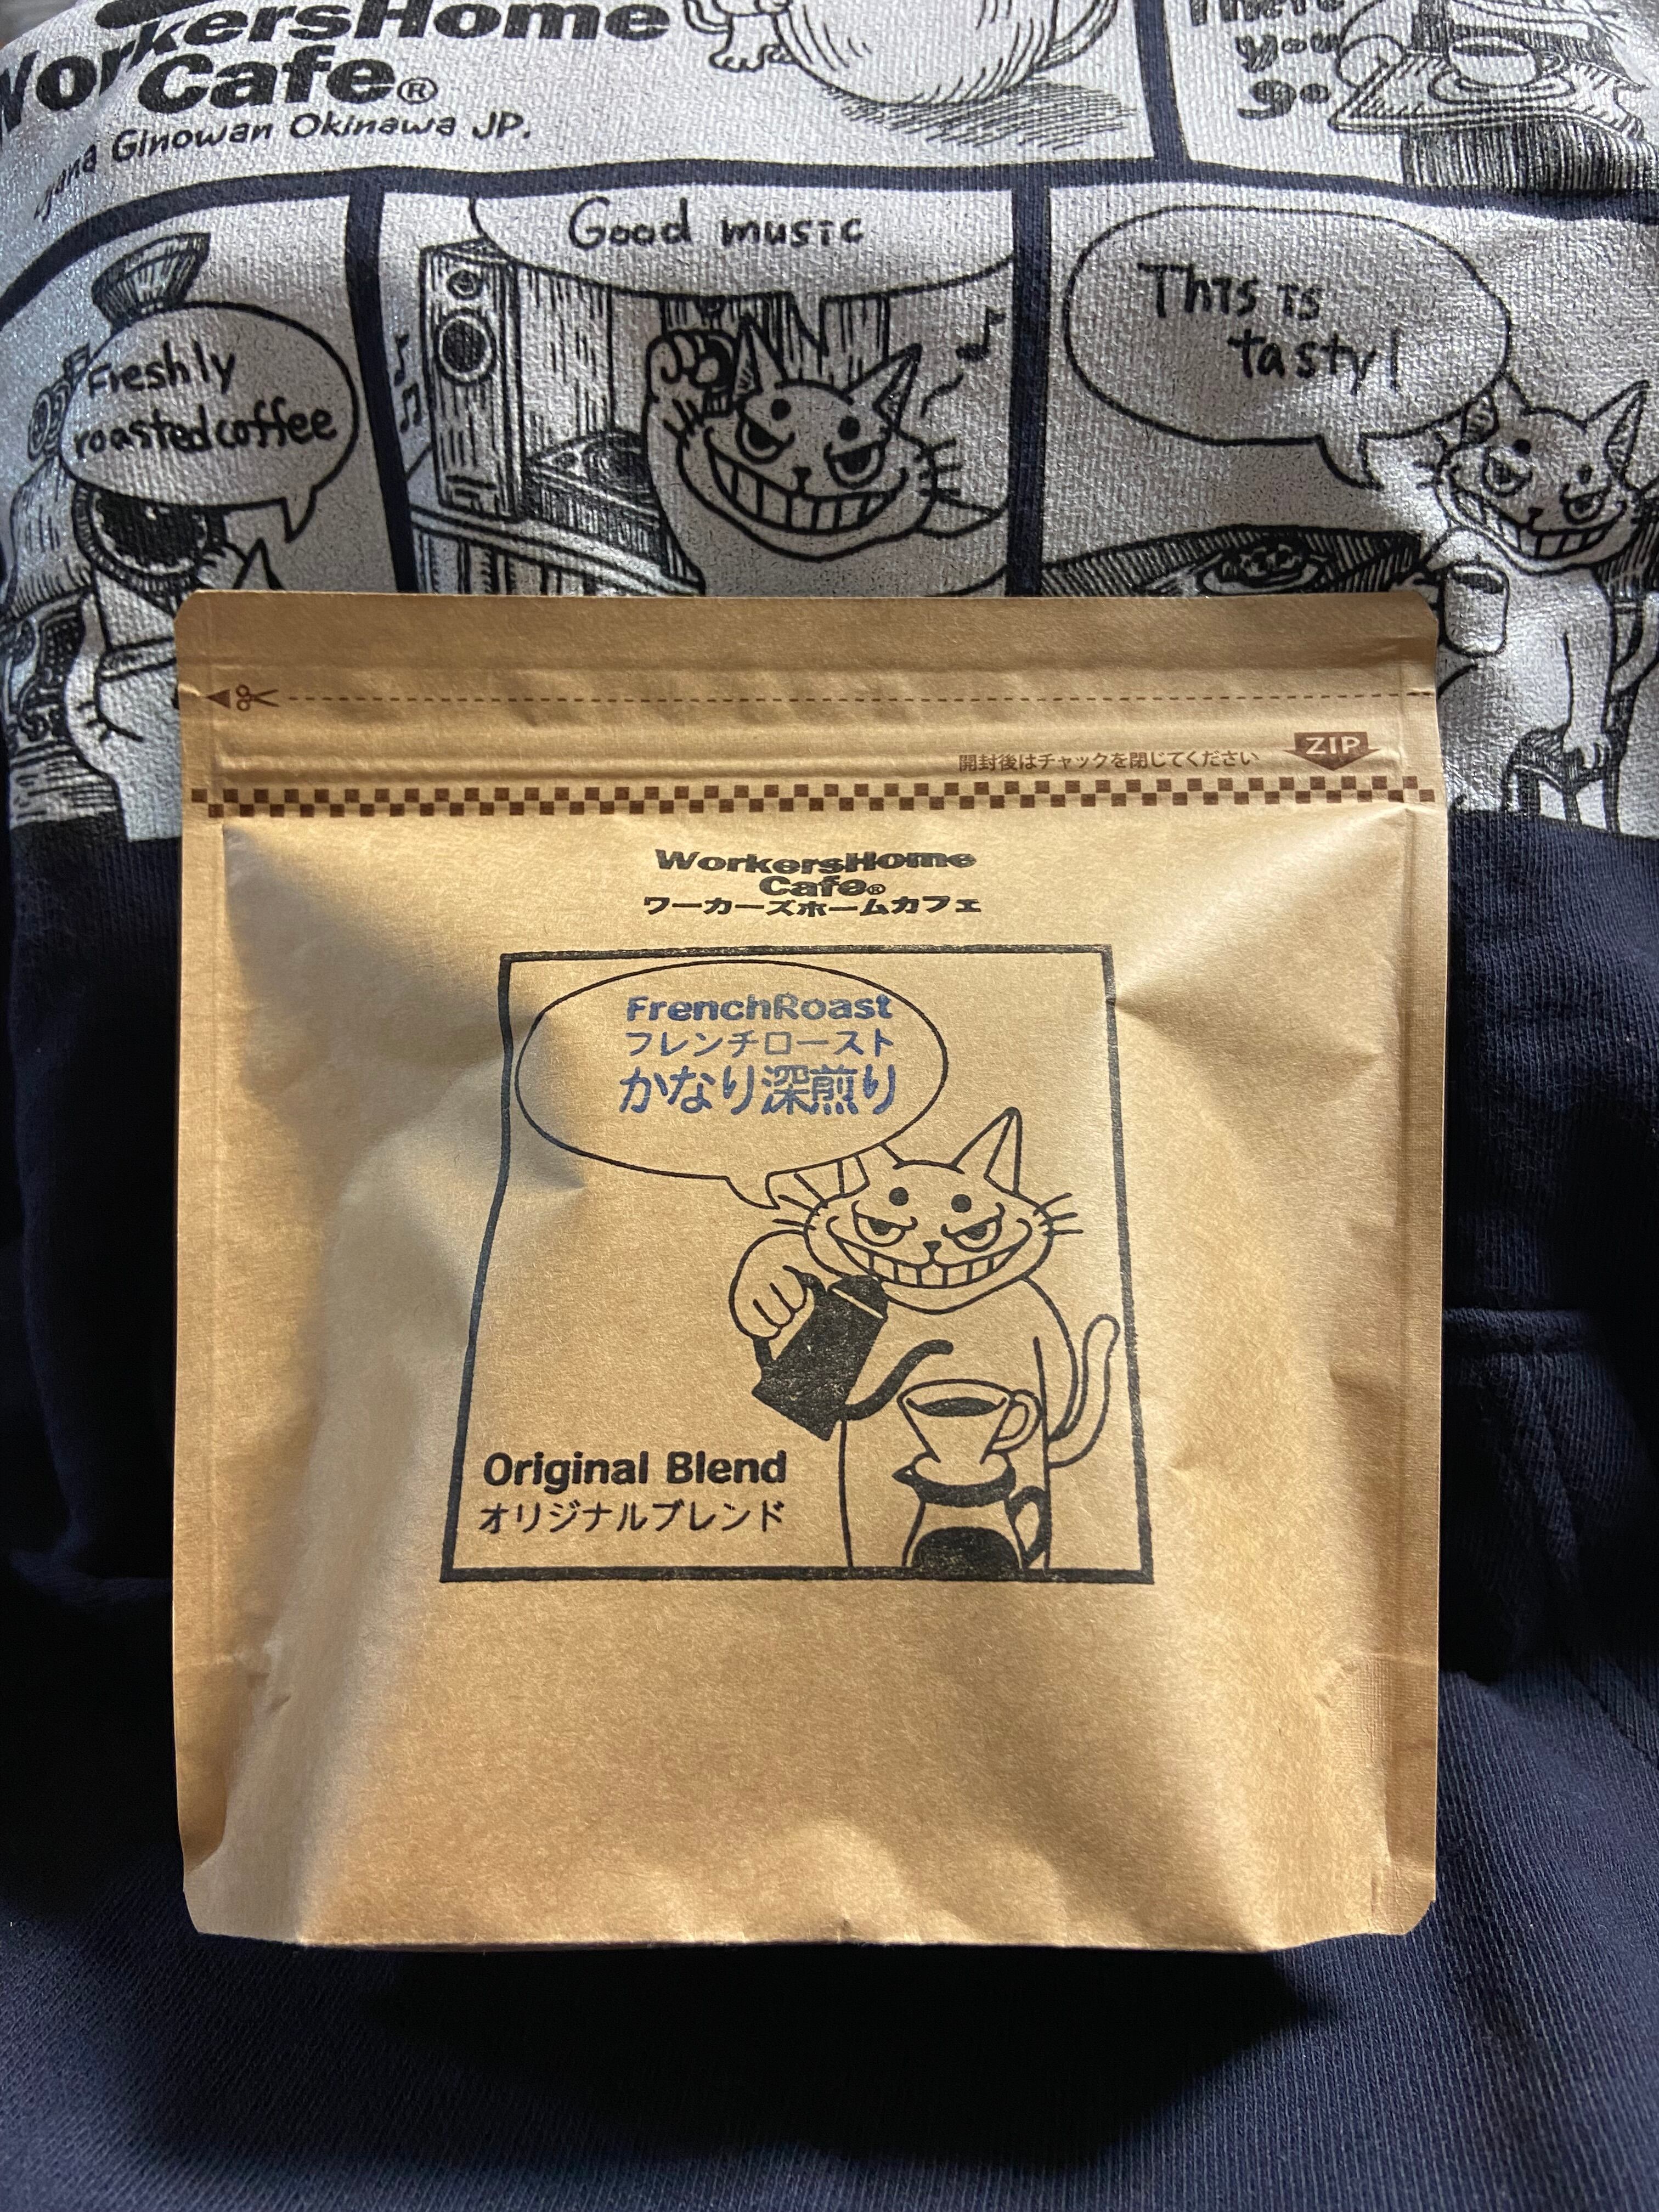 WorkersHome
Cafe®
Ginowan Okinawa JP.
you
go
Freshly
roasted coffee
Good music
This is
tasty!
開封後はチャックを閉じてください
ZIP
WorkersHome
Cafe®
ワーカーズホームカフェ
FrenchRoast
フレンチロースト
かなり深煎り
Original Blend
オリジナルブレンド